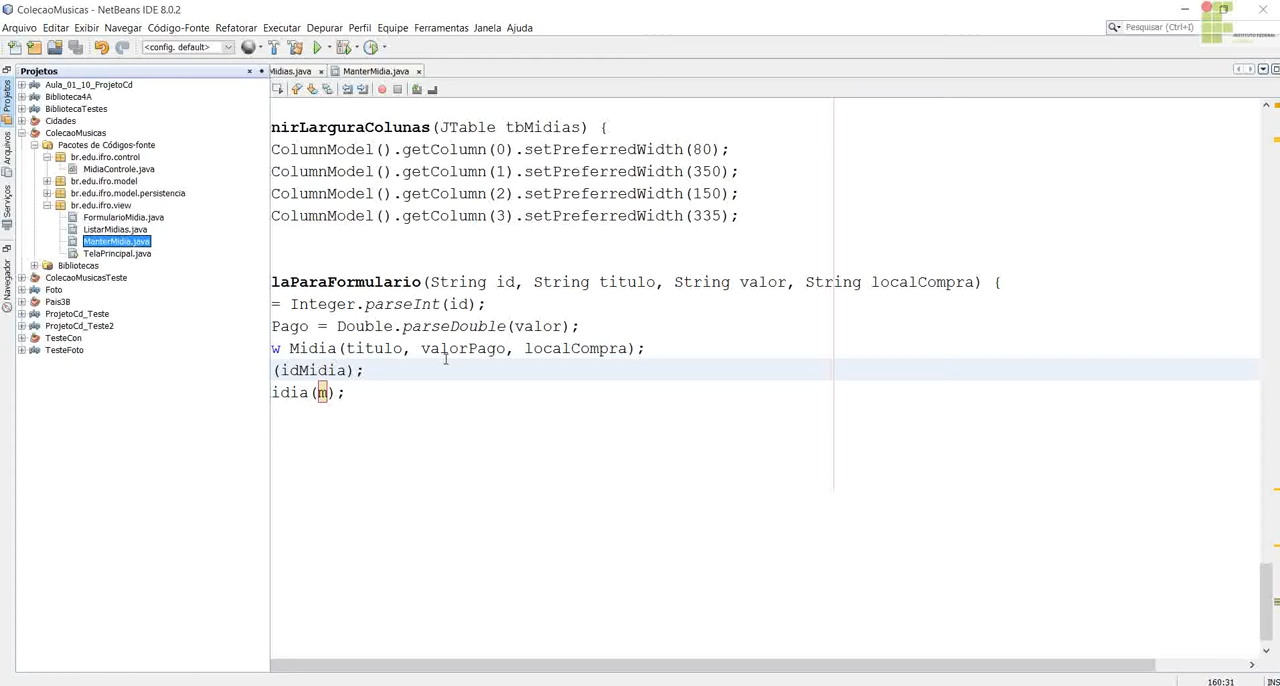 ColecaoMusicas - NetBeans IDE 8.0.2
Arquivo Editar Exibir Navegar Código-Fonte Refatorar Executar Depurar Perfil Equipe Ferramentas Janela Ajuda
Pesquisar (Ctrl+I)
INSTITUTO FEDERAL
<config. default>
Projetos
Midias.java
ManterMidia.java
Projetos
Arquivos
Serviços
Navegador
Aula_01_10_ProjetoCd
Biblioteca4A
BibliotecaTestes
Cidades
ColecaoMusicas
Pacotes de Códigos-fonte
br.edu.ifro.control
MidiaControle.java
br.edu.ifro.model
br.edu.ifro.model.persistencia
br.edu.ifro.view
FormularioMidia.java
ListarMidias.java
ManterMidia.java
TelaPrincipal.java
Bibliotecas
ColecaoMusicasTeste
Foto
Pais3B
ProjetoCd_Teste
ProjetoCd_Teste2
TesteCon
TesteFoto
nirLarguraColunas(JTable tbMidias) {
ColumnModel().getColumn(0).setPreferredWidth(80);
ColumnModel().getColumn(1).setPreferredWidth(350);
ColumnModel().getColumn(2).setPreferredWidth(150);
ColumnModel().getColumn(3).setPreferredWidth(335);
laParaFormulario(String id, String titulo, String valor, String localCompra) {
= Integer.parseInt(id);
Pago = Double.parseDouble(valor);
w Midia(titulo, valorPago, localCompra);
(idMidia);
idia(m);
160:31
INS